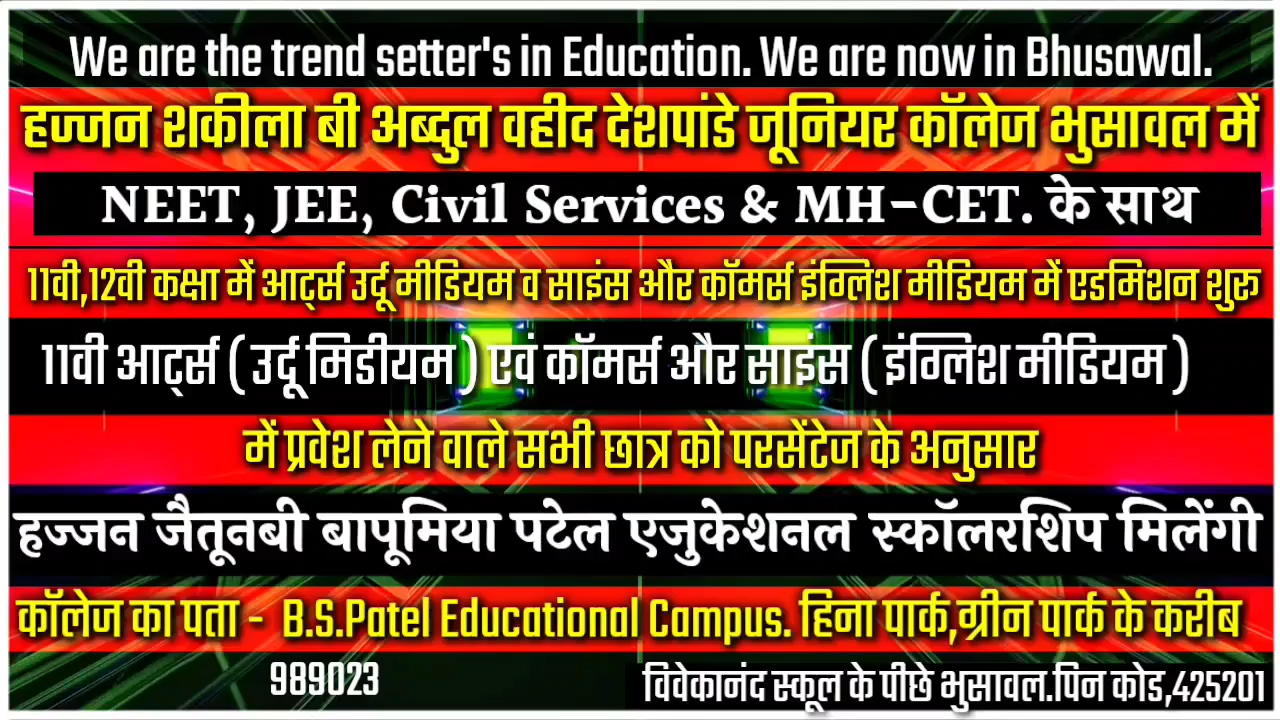 We are the trend setter's in Education. We are now in Bhusawal.
हज्जन शकीला बी अब्दुल वहीद देशपांडे जूनियर कॉलेज भुसावल में
NEET, JEE, Civil Services & MH-CET. के साथ
11वी,12वी कक्षा में आर्ट्स उर्दू मीडियम व साइंस और कॉमर्स इंग्लिश मीडियम में एडमिशन शुरू
11वी आर्ट्स ( उर्दू मिडीयम ) एवं कॉमर्स और साइंस ( इंग्लिश मीडियम )
में प्रवेश लेने वाले सभी छात्र को परसेंटेज के अनुसार
हज्जन जैतूनबी बापूमिया पटेल एजुकेशनल स्कॉलरशिप मिलेंगी
कॉलेज का पता - B.S.Patel Educational Campus. हिना पार्क,ग्रीन पार्क के करीब
989023 विवेकानंद स्कूल के पीछे भुसावल.पिन कोड,425201